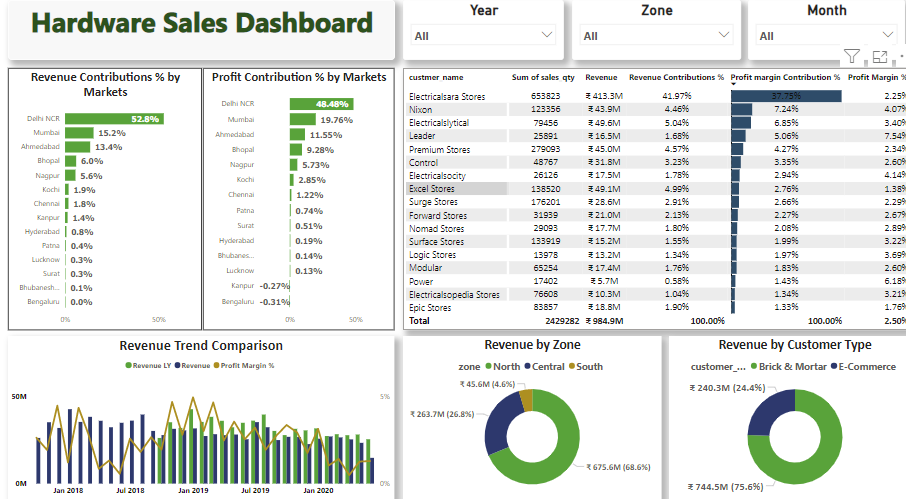 Hardware Sales Dashboard
Year
All
Zone
All
Month
All
Revenue Contributions % by
Markets
Delhi NCR 52.8%
Mumbai 15.2%
Ahmedabad 13.4%
Bhopal 6.0%
Nagpur 5.6%
Kochi 1.9%
Chennai 1.8%
Kanpur 1.4%
Hyderabad 0.8%
Patna 0.4%
Lucknow 0.3%
Surat 0.3%
Bhubanesh... 0.1%
Bengaluru 0.0%
0% 50%
Profit Contribution % by Markets
Delhi NCR 48.48%
Mumbai 19.76%
Ahmedabad 11.55%
Bhopal 9.28%
Nagpur 5.73%
Kochi 2.85%
Chennai 1.22%
Patna 0.74%
Surat 0.51%
Hyderabad 0.19%
Bhubanes... 0.14%
Lucknow 0.13%
Kanpur -0.27%
Bengaluru -0.31%
0% 50%
custmer_name Sum of sales_qty Revenue Revenue Contributions % Profit margin Contribution % Profit Margin %
Electricalsara Stores 653823 ₹ 413.3M 41.97% 37.75% 2.25%
Nixon 123356 ₹ 43.9M 4.46% 7.24% 4.07%
Electricalslytical 79456 ₹ 49.6M 5.04% 6.85% 3.40%
Leader 25891 ₹ 16.5M 1.68% 5.06% 7.54%
Premium Stores 279093 ₹ 45.0M 4.57% 4.27% 2.34%
Control 48767 ₹ 31.8M 3.23% 3.35% 2.60%
Electricalsocity 26126 ₹ 17.5M 1.78% 2.94% 4.14%
Excel Stores 138520 ₹ 49.1M 4.99% 2.76% 1.38%
Surge Stores 176201 ₹ 28.6M 2.91% 2.66% 2.29%
Forward Stores 31939 ₹ 21.0M 2.13% 2.27% 2.67%
Nomad Stores 29093 ₹ 17.7M 1.80% 2.08% 2.89%
Surface Stores 133919 ₹ 15.2M 1.55% 1.99% 3.22%
Logic Stores 13978 ₹ 13.2M 1.34% 1.97% 3.69%
Modular 65254 ₹ 17.4M 1.76% 1.83% 2.60%
Power 17402 ₹ 5.7M 0.58% 1.43% 6.18%
Electricalsopedia Stores 76608 ₹ 10.3M 1.04% 1.34% 3.21%
Epic Stores 83857 ₹ 18.8M 1.90% 1.33% 1.76%
Total 2429282 ₹ 984.9M 100.00% 100.00% 2.50%
Revenue Trend Comparison
Revenue LY Revenue Profit Margin %
50M 5%
0M 0%
Jan 2018 Jul 2018 Jan 2019 Jul 2019 Jan 2020
Revenue by Zone
zone North Central South
₹ 45.6M (4.6%)
₹ 263.7M (26.8%)
₹ 675.6M (68.6%)
Revenue by Customer Type
customer_... Brick & Mortar E-Commerce
₹ 240.3M (24.4%)
₹ 744.5M (75.6%)